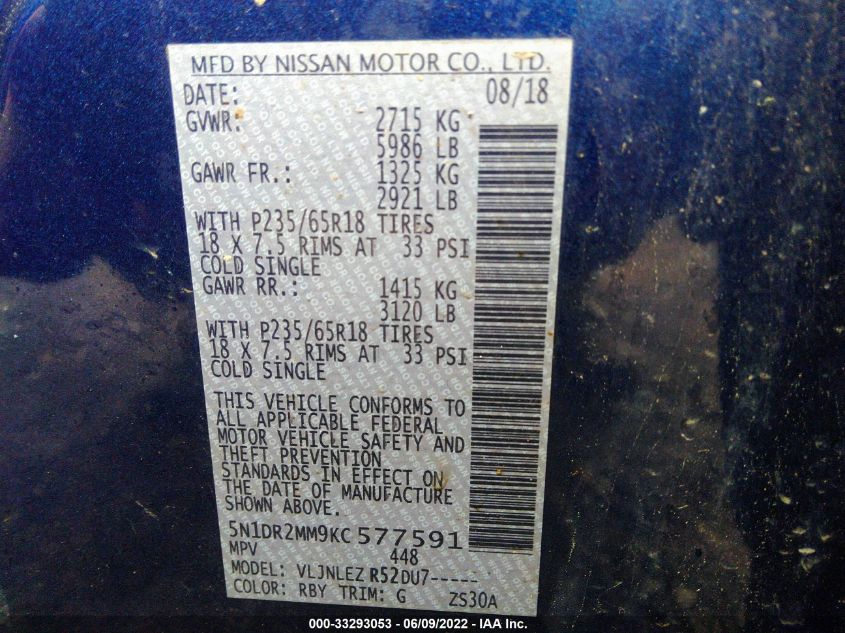 MFD BY NISSAN MOTOR CO., LTD.
DATE: 08/18
GVWR: 2715 KG
5986 LB
GAWR FR.: 1325 KG
2921 LB
WITH P235/65R18 TIRES
18 X 7.5 RIMS AT 33 PSI
COLD SINGLE
GAWR RR.: 1415 KG
3120 LB
WITH P235/65R18 TIRES
18 X 7.5 RIMS AT 33 PSI
COLD SINGLE
THIS VEHICLE CONFORMS TO
ALL APPLICABLE FEDERAL
MOTOR VEHICLE SAFETY AND
THEFT PREVENTION
STANDARDS IN EFFECT ON
THE DATE OF MANUFACTURE
SHOWN ABOVE.
5N1DR2MM9KC577591
MPV 448
MODEL: VLJNLEZ R52DU7-----
COLOR: RBY TRIM: G ZS30A
000-33293053 - 06/09/2022 - IAA Inc.